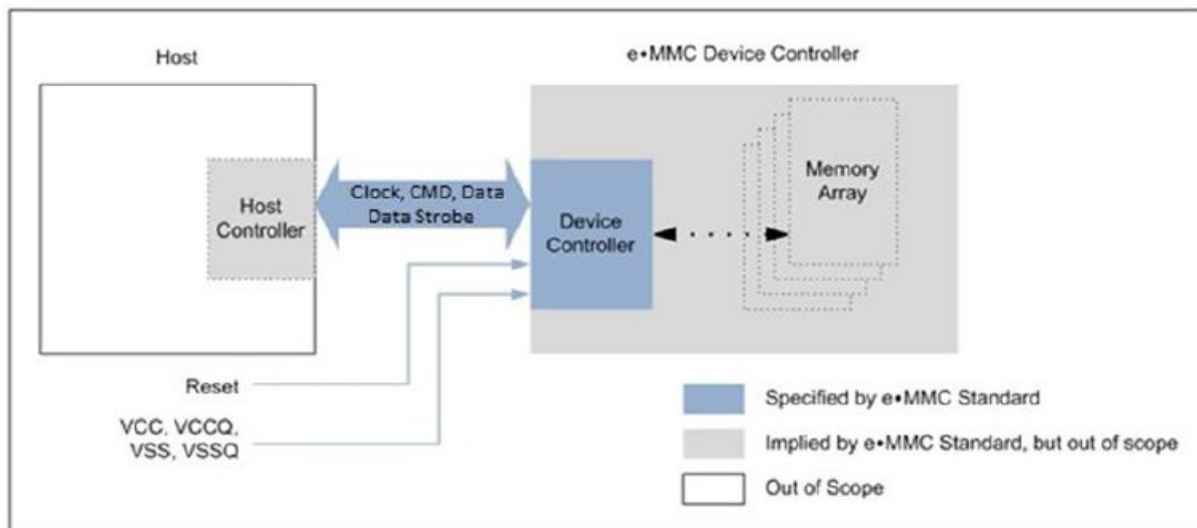 Host
e•MMC Device Controller
Host
Controller
Clock, CMD, Data
Data Strobe
Device
Controller
Memory
Array
Reset
VCC, VCCQ,
VSS, VSSQ
Specified by e•MMC Standard
Implied by e•MMC Standard, but out of scope
Out of Scope